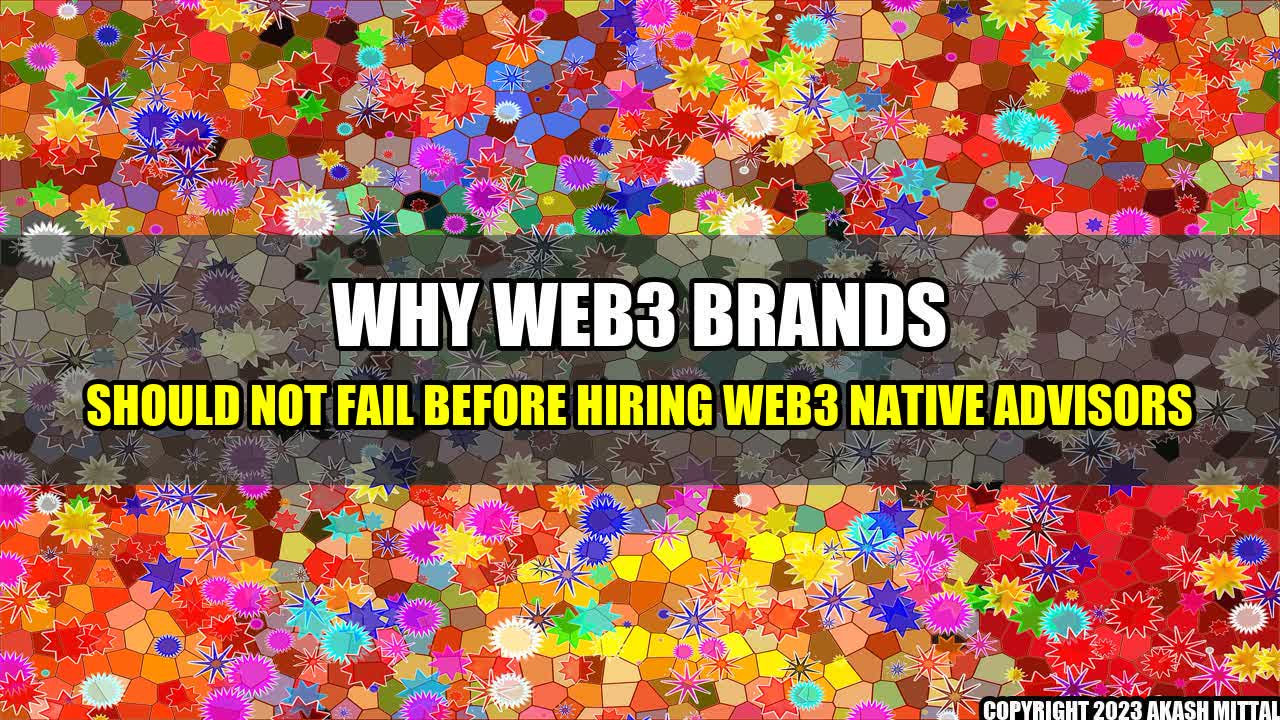 WHY WEB3 BRANDS
SHOULD NOT FAIL BEFORE HIRING WEB3 NATIVE ADVISORS
COPYRIGHT 2023 AKASH MITTAL